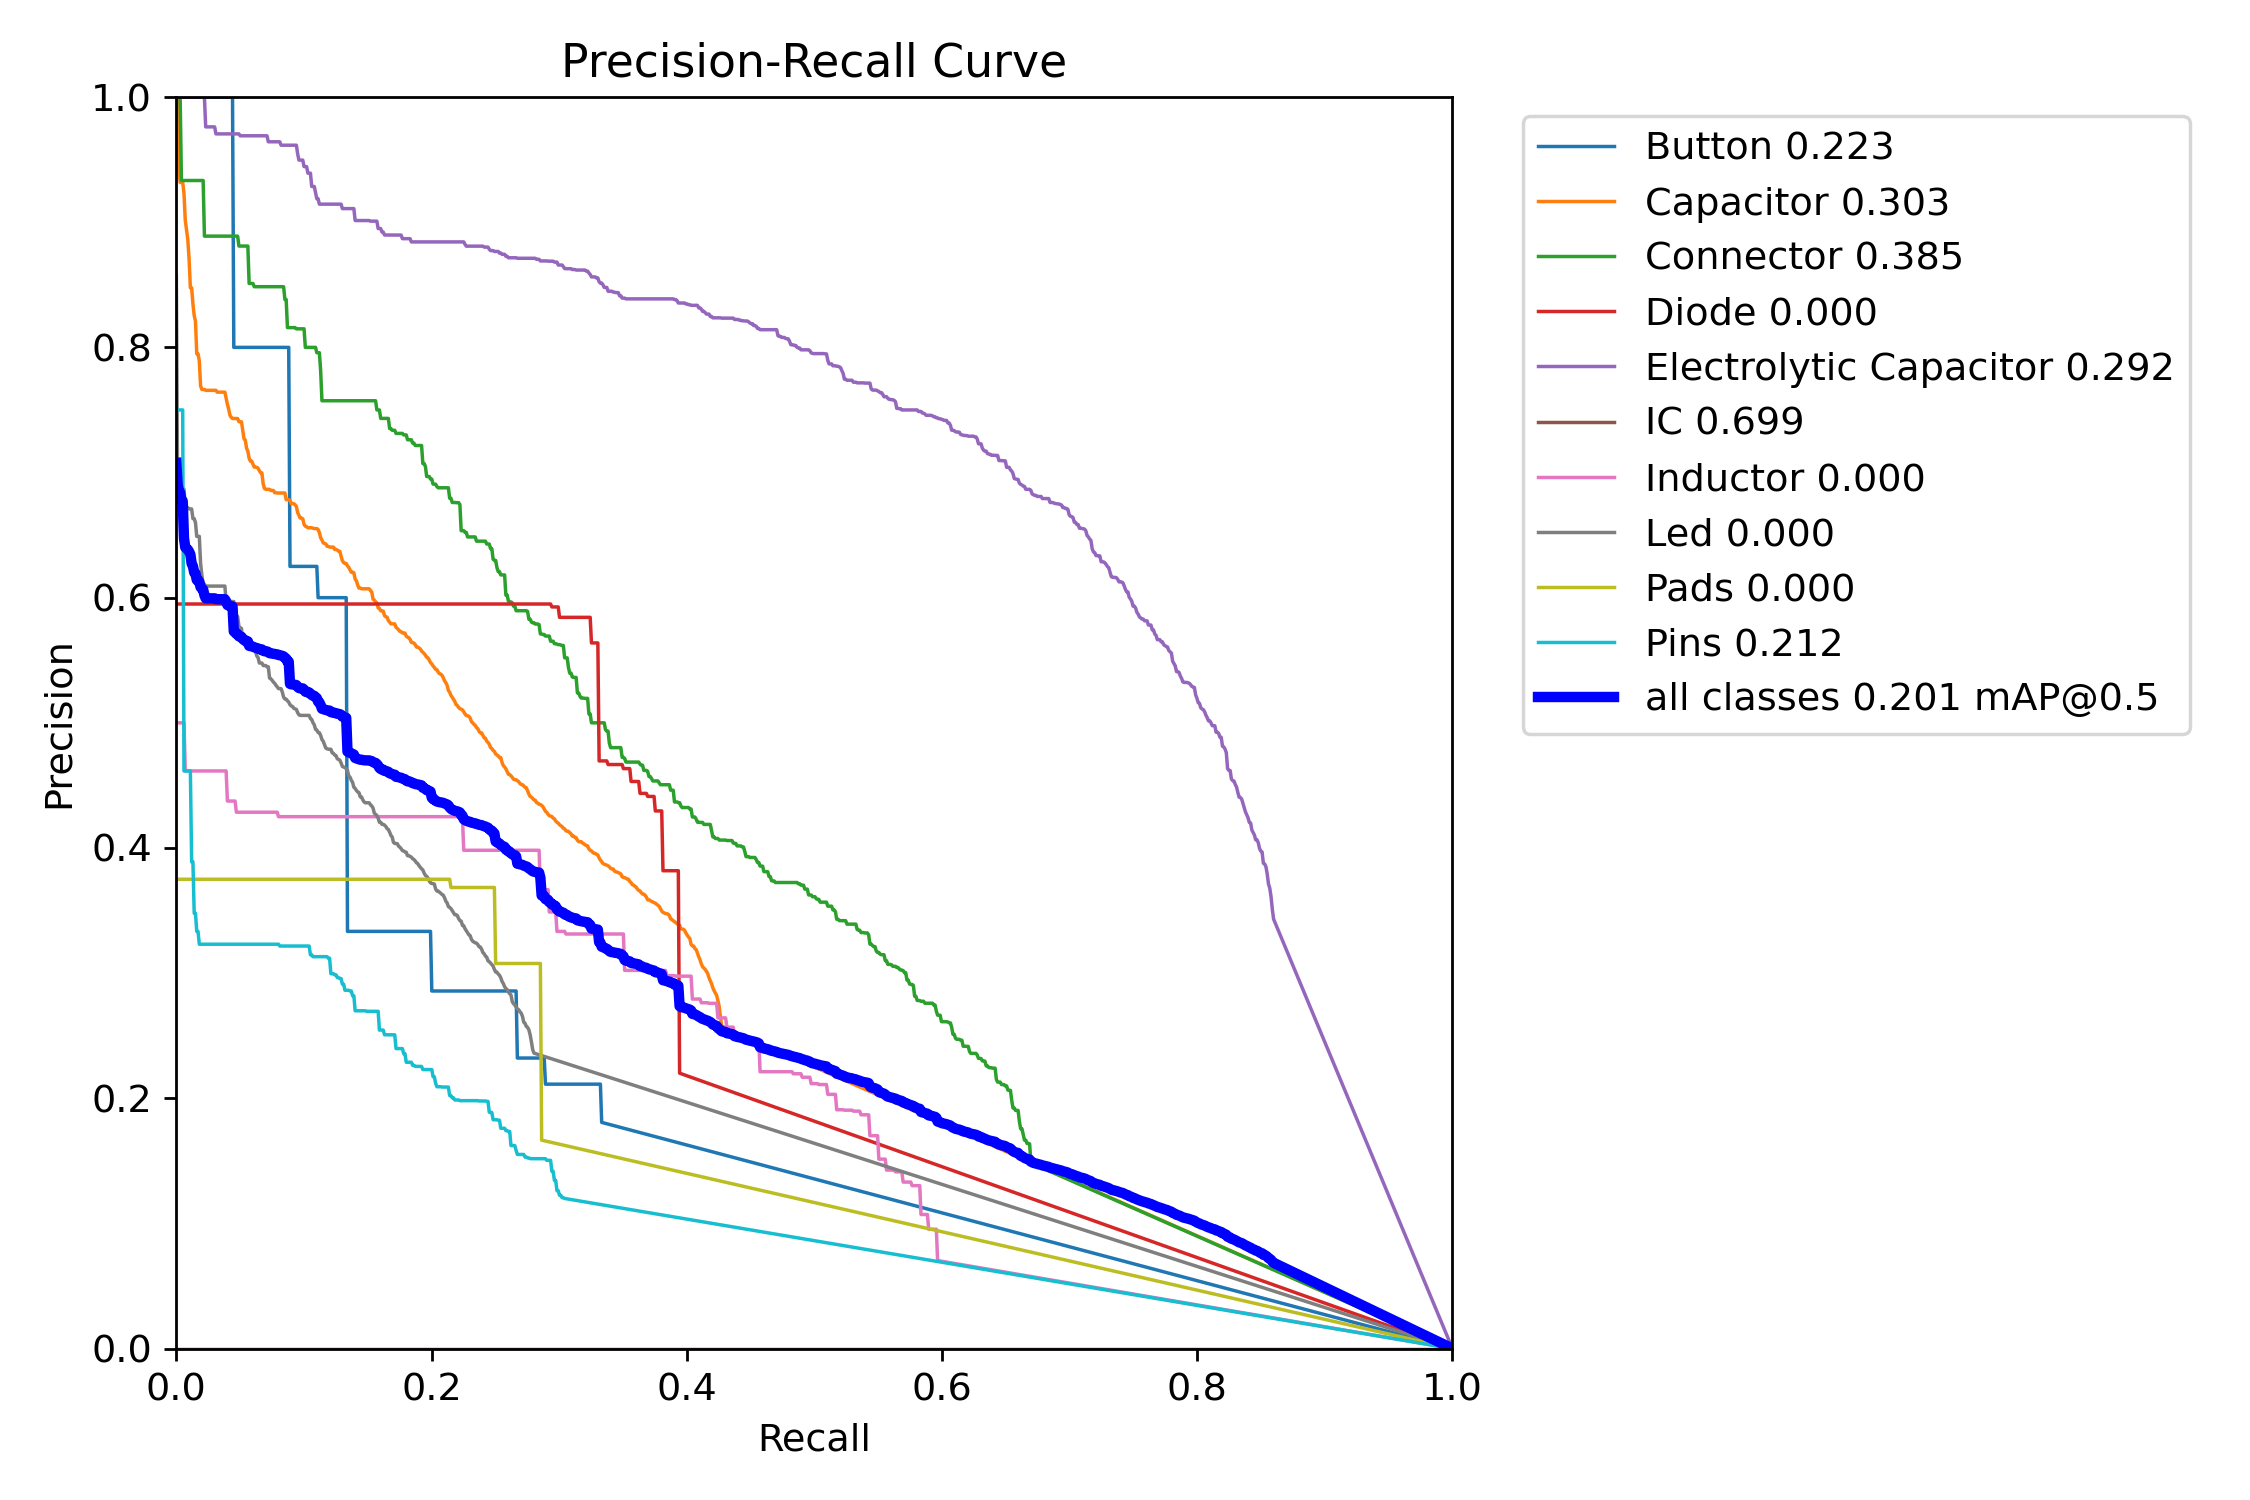 Precision-Recall Curve
1.0
0.8
0.6
0.4
0.2
0.0
Precision
0.0 0.2 0.4 0.6 0.8 1.0
Recall
Button 0.223
Capacitor 0.303
Connector 0.385
Diode 0.000
Electrolytic Capacitor 0.292
IC 0.699
Inductor 0.000
Led 0.000
Pads 0.000
Pins 0.212
all classes 0.201 mAP@0.5